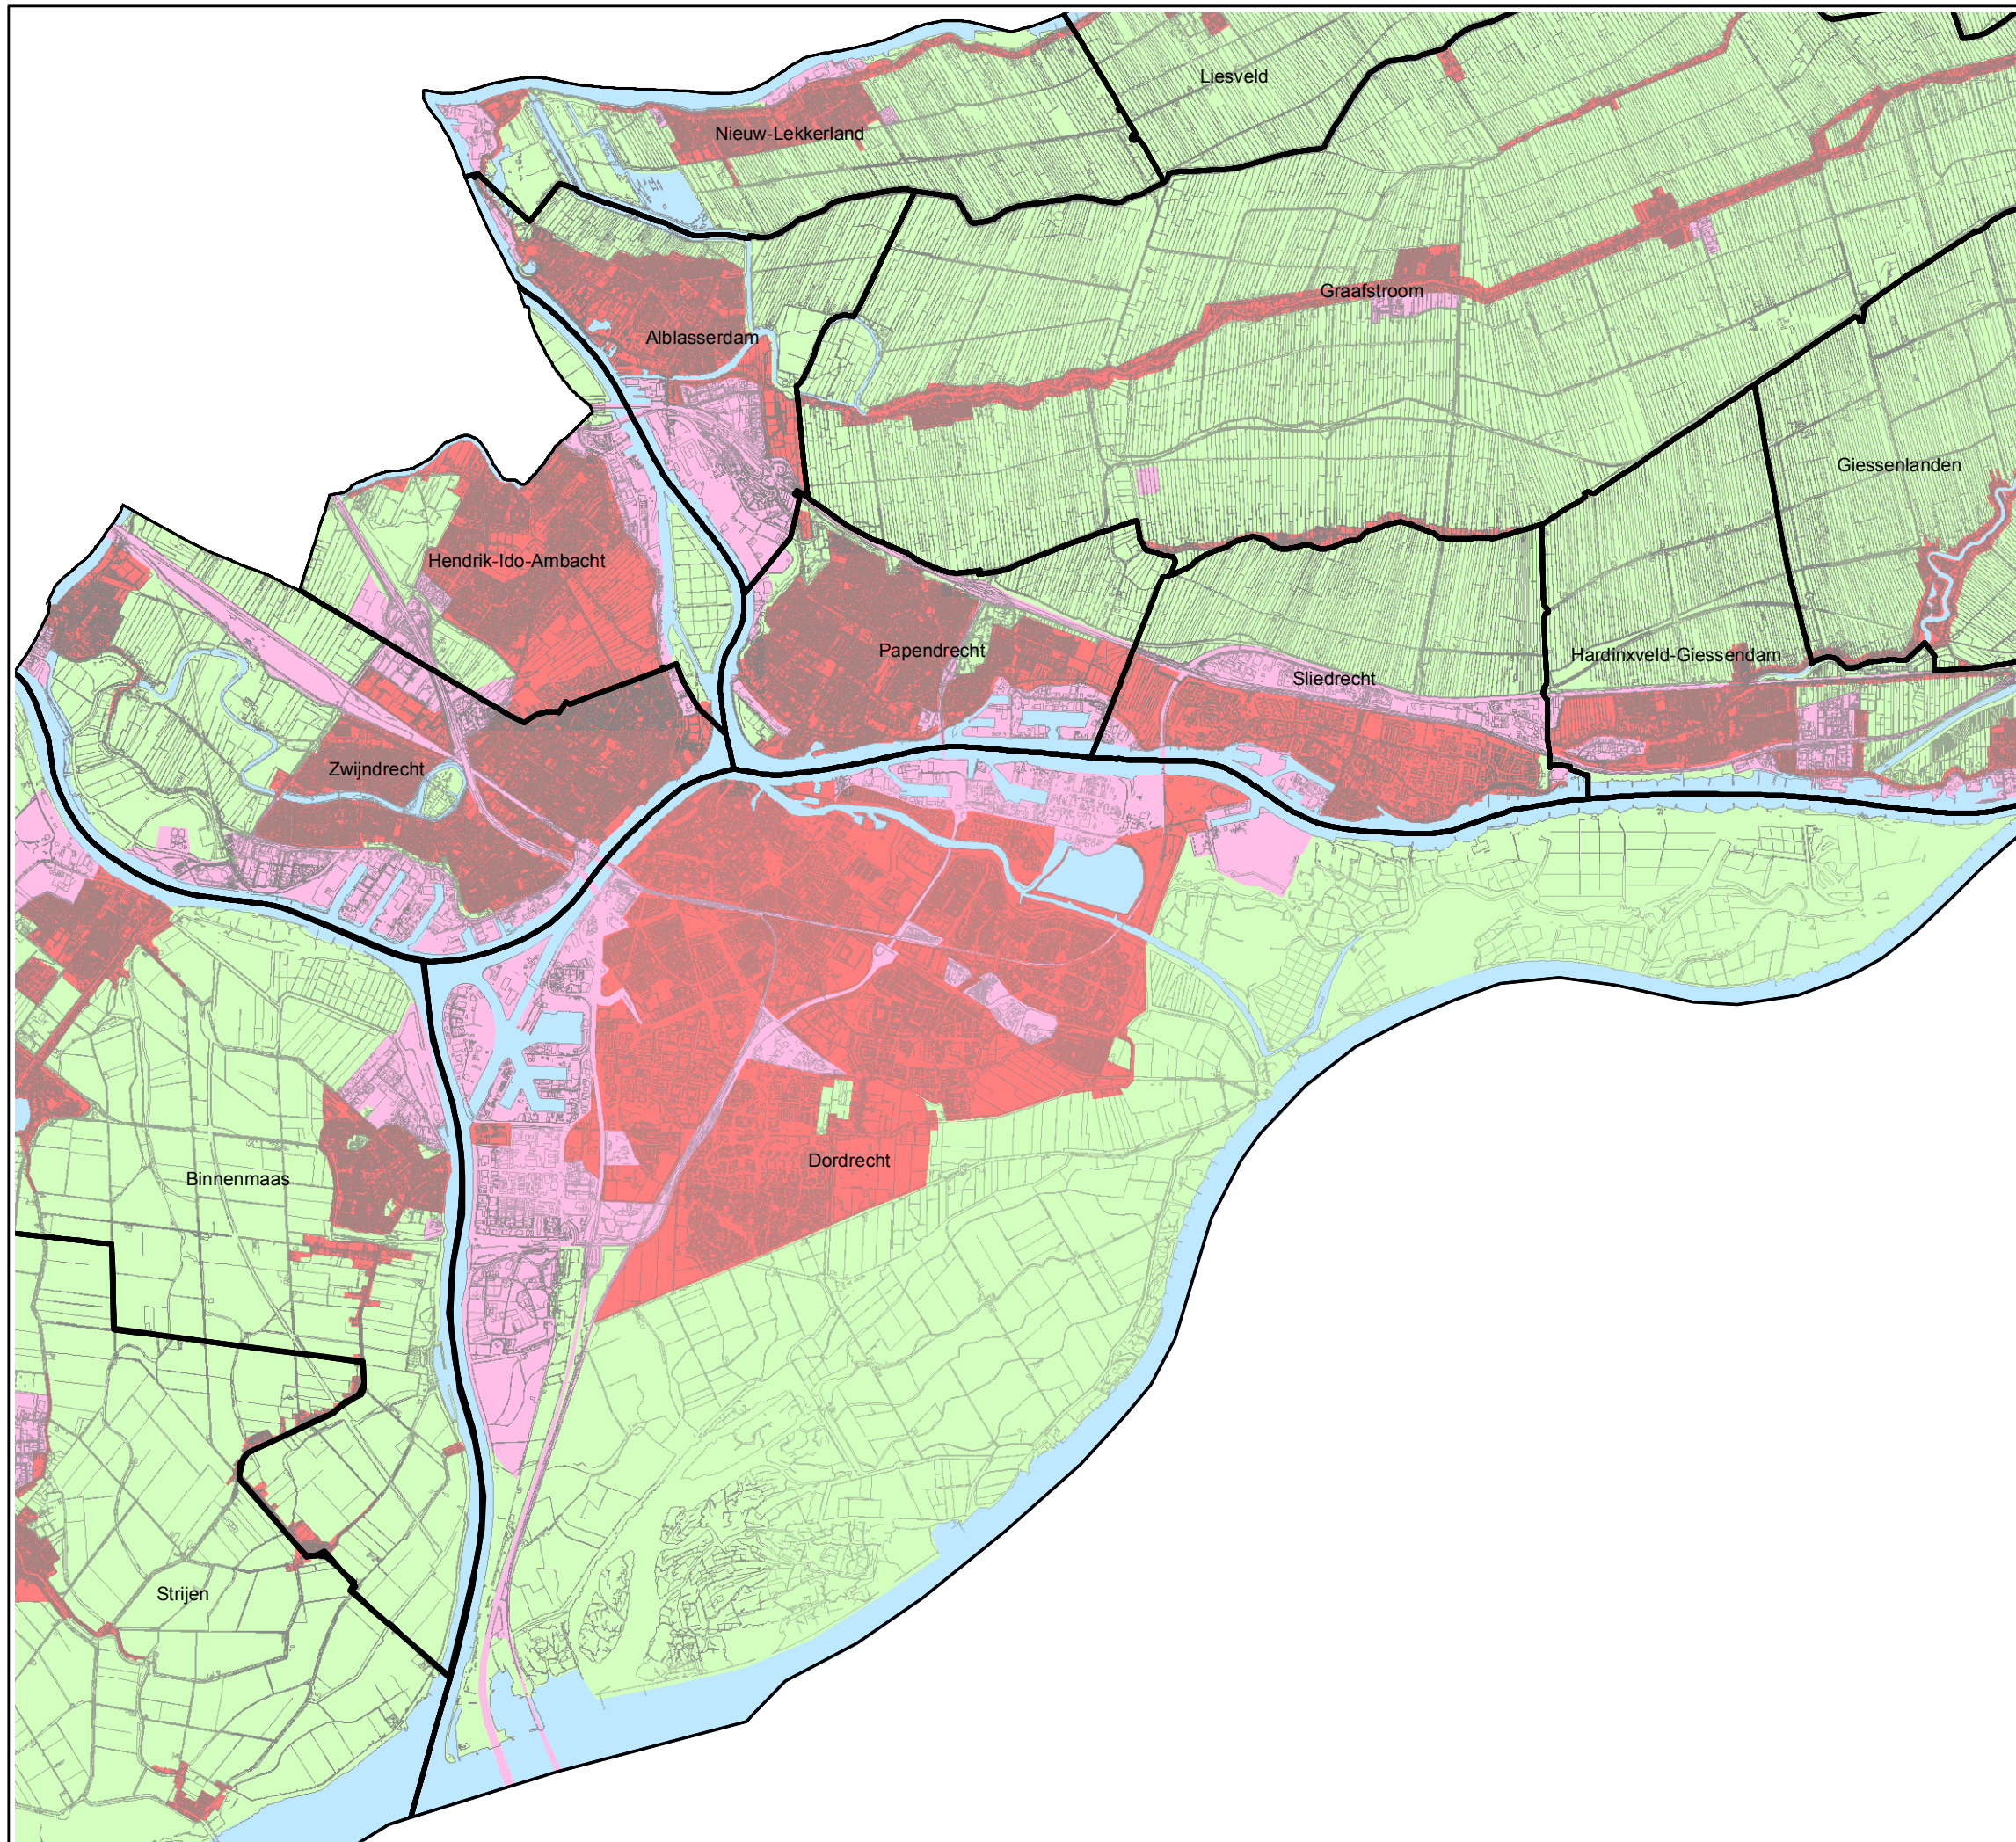 Liesveld
Nieuw-Lekkerland
Graafstroom
Alblasserdam
Giessenlanden
Hendrik-Ido-Ambacht
Papendrecht
Hardinxveld-Giessendam
Sliedrecht
Zwijndrecht
Dordrecht
Binnenmaas
Strijen